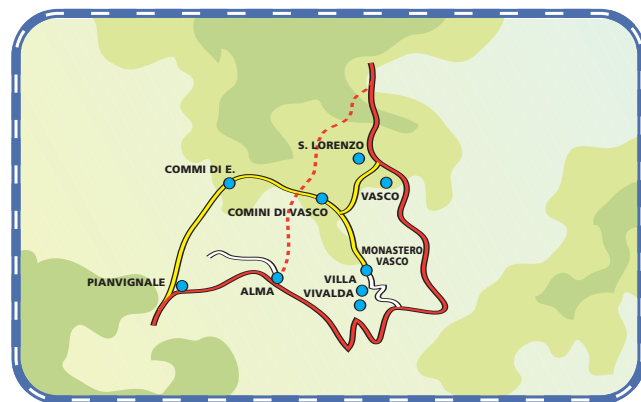 S. LORENZO
COMMI DI E.
VASCO
COMINI DI VASCO
MONASTERO
VASCO
PIANVIGNALE
ALMA
VILLA
VIVALDA